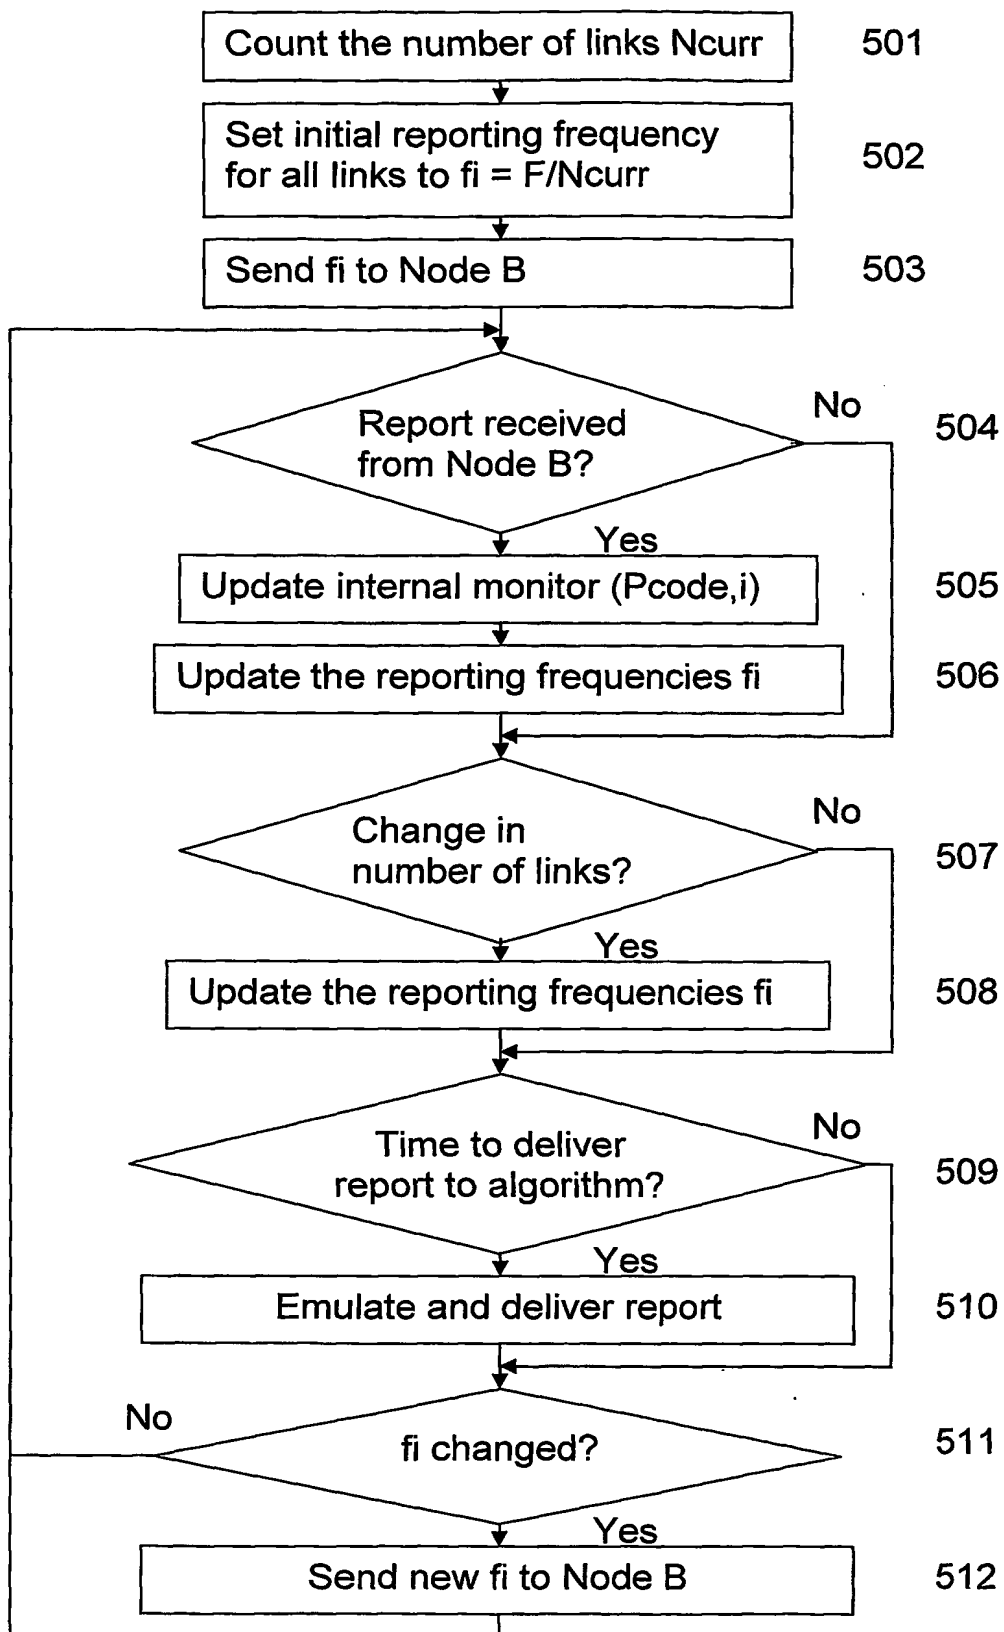 Count the number of links Ncurr 501
Set initial reporting frequency
for all links to fi = F/Ncurr 502
Send fi to Node B 503
No
Report received
from Node B? 504
Yes
Update internal monitor (Pcode,i) 505
Update the reporting frequencies fi 506
No
Change in
number of links? 507
Yes
Update the reporting frequencies fi 508
No
Time to deliver
report to algorithm? 509
Yes
Emulate and deliver report 510
No
fi changed? 511
Yes
Send new fi to Node B 512